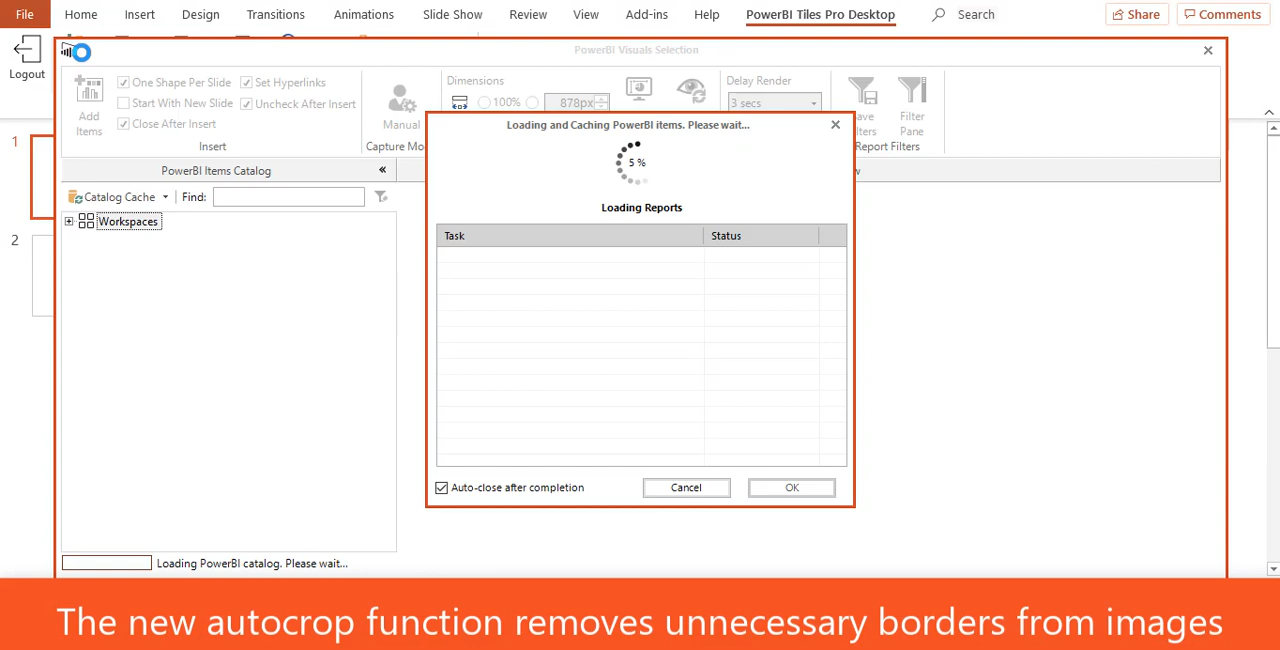 File Home Insert Design Transitions Animations Slide Show Review View Add-ins Help PowerBI Tiles Pro Desktop Search Share Comments
Logout
PowerBI Visuals Selection
Add Items
One Shape Per Slide Set Hyperlinks
Start With New Slide Uncheck After Insert
Close After Insert
Insert
Manual
Dimensions
100% 878px
Delay Render
3 secs
Filter Pane
Report Filters
PowerBI Items Catalog «
Catalog Cache Find:
Workspaces
1
2
Loading and Caching PowerBI items. Please wait...
5 %
Loading Reports
Task Status
Auto-close after completion Cancel OK
Loading PowerBI catalog. Please wait...
The new autocrop function removes unnecessary borders from images